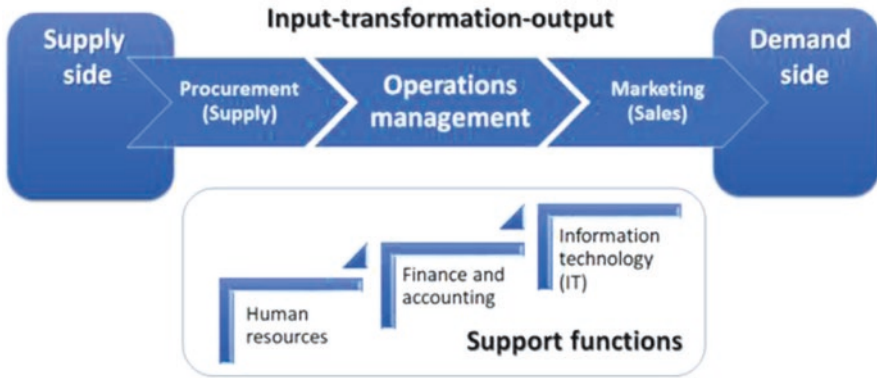 Input-transformation-output
Supply
side
Procurement
(Supply)
Operations
management
Marketing
(Sales)
Demand
side
Human
resources
Finance and
accounting
Information
technology
(IT)
Support functions